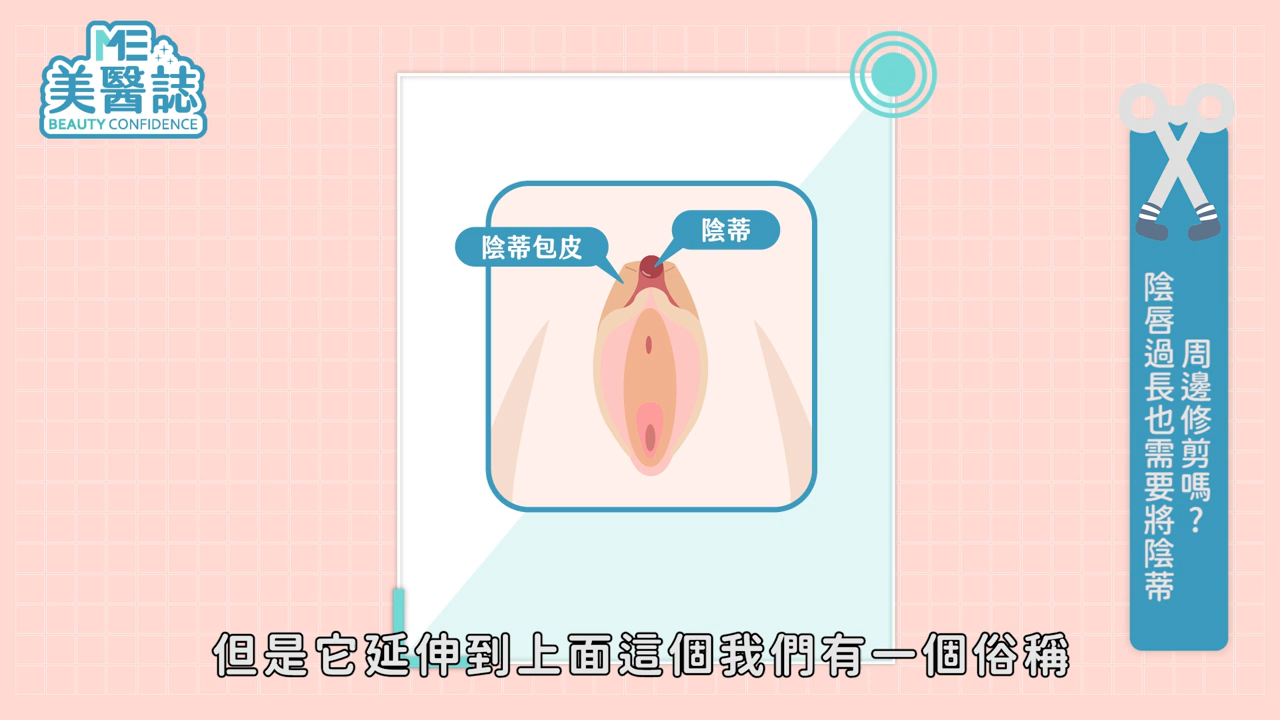 ME
美醫誌
BEAUTY CONFIDENCE
陰蒂包皮
陰蒂
陰唇過長也需要將陰蒂
周邊修剪嗎?
但是它延伸到上面這個我們有一個俗稱